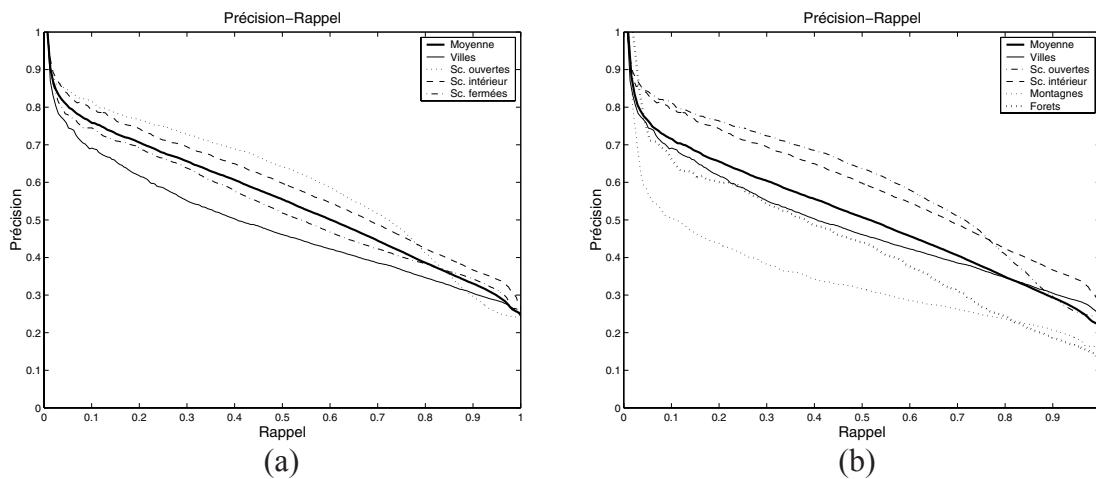 Précision–Rappel
Moyenne
Villes
Sc. ouvertes
Sc. intérieur
Sc. fermées
1
0.9
0.8
0.7
0.6
0.5
0.4
0.3
0.2
0.1
0
Précision
0 0.1 0.2 0.3 0.4 0.5 0.6 0.7 0.8 0.9 1
Rappel
(a)
Précision–Rappel
Moyenne
Villes
Sc. ouvertes
Sc. intérieur
Montagnes
Forets
1
0.9
0.8
0.7
0.6
0.5
0.4
0.3
0.2
0.1
0
Précision
0 0.1 0.2 0.3 0.4 0.5 0.6 0.7 0.8 0.9
Rappel
(b)